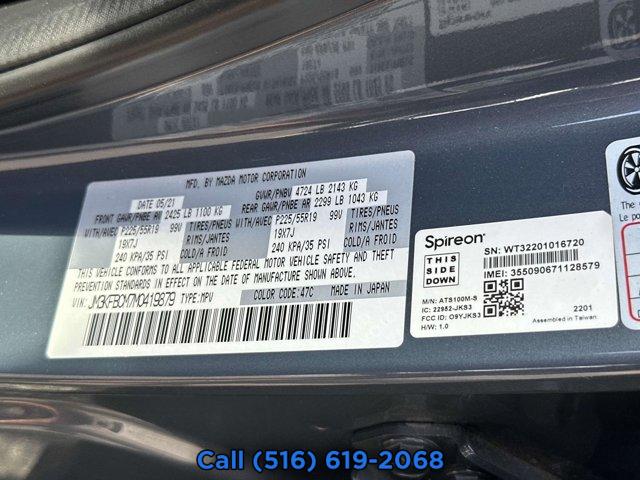 MFD. BY MAZDA MOTOR CORPORATION
DATE 05/21
GVWR/PNBV 4724 LB 2143 KG
FRONT GAWR/PNBE AV 2425 LB 1100 KG
REAR GAWR/PNBE AR 2299 LB 1043 KG
WITH/AVEC P225/55R19 99V TIRES/PNEUS
19X7J RIMS/JANTES
240 KPA/35 PSI
WITH/AVEC P225/55R19 99V TIRES/PNEUS
19X7J RIMS/JANTES
240 KPA/35 PSI
THIS VEHICLE CONFORMS TO ALL APPLICABLE FEDERAL MOTOR VEHICLE SAFETY AND THEFT
PREVENTION STANDARDS IN EFFECT ON THE DATE OF MANUFACTURE SHOWN ABOVE.
VIN: JM3KFBCM7M0419879 TYPE:MPV
COLOR CODE:47C MADE IN JAPAN
Spireon®
SN: WT32201016720
THIS
SIDE
DOWN
IMEI: 355090671128579
M/N: ATS100M-S
IC: 22952-JKS3
FCC ID: O9YJKS3
H/W: 1.0
2201
Assembled in Taiwan
The
Le p
Call (516) 619-2068